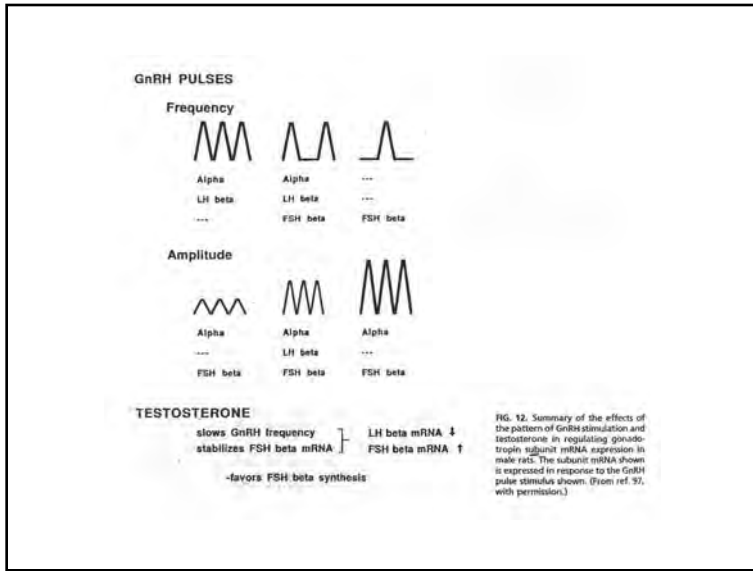 GnRH PULSES
Frequency
Alpha Alpha ---
LH beta LH beta ---
--- FSH beta FSH beta
Amplitude
Alpha Alpha Alpha
--- LH beta ---
FSH beta FSH beta FSH beta
TESTOSTERONE
slows GnRH frequency LH beta mRNA ⬇
stabilizes FSH beta mRNA FSH beta mRNA ⬆
-favors FSH beta synthesis
FIG. 12. Summary of the effects of
the pattern of GnRH stimulation and
testosterone in regulating gonado-
tropin subunit mRNA expression in
male rats. The subunit mRNA shown
is expressed in response to the GnRH
pulse stimulus shown. (From ref. 97,
with permission.)